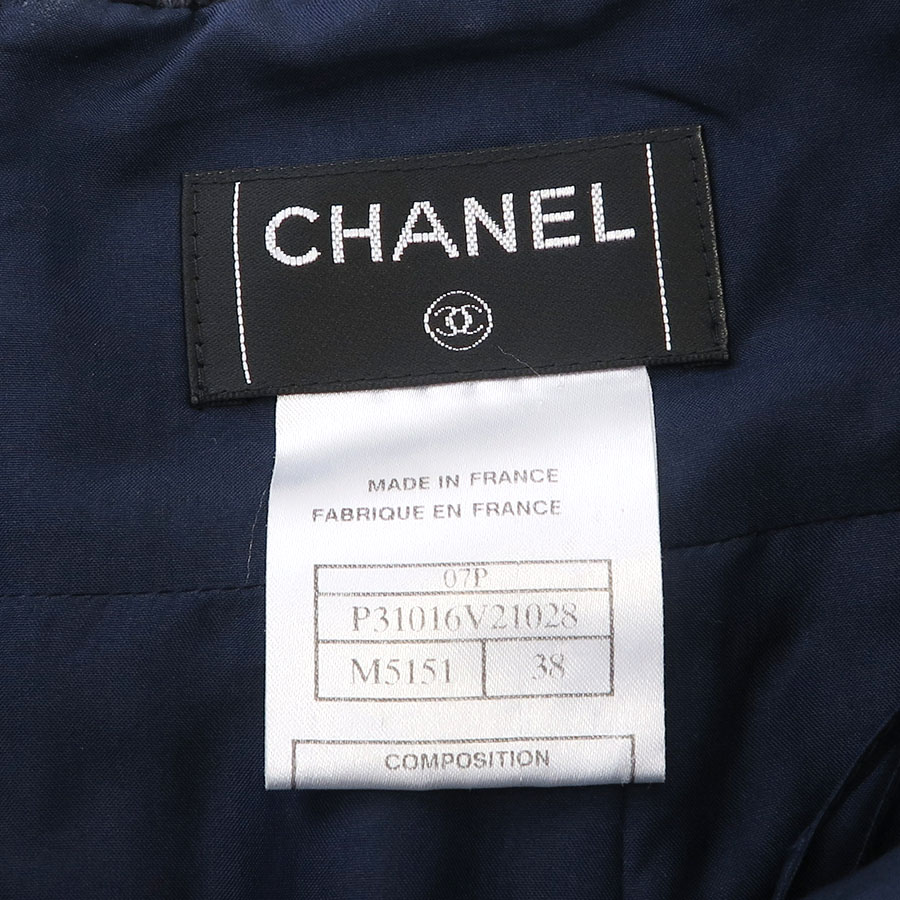 CHANEL
MADE IN FRANCE
FABRIQUE EN FRANCE
07P
P31016V21028
M5151 38
COMPOSITION